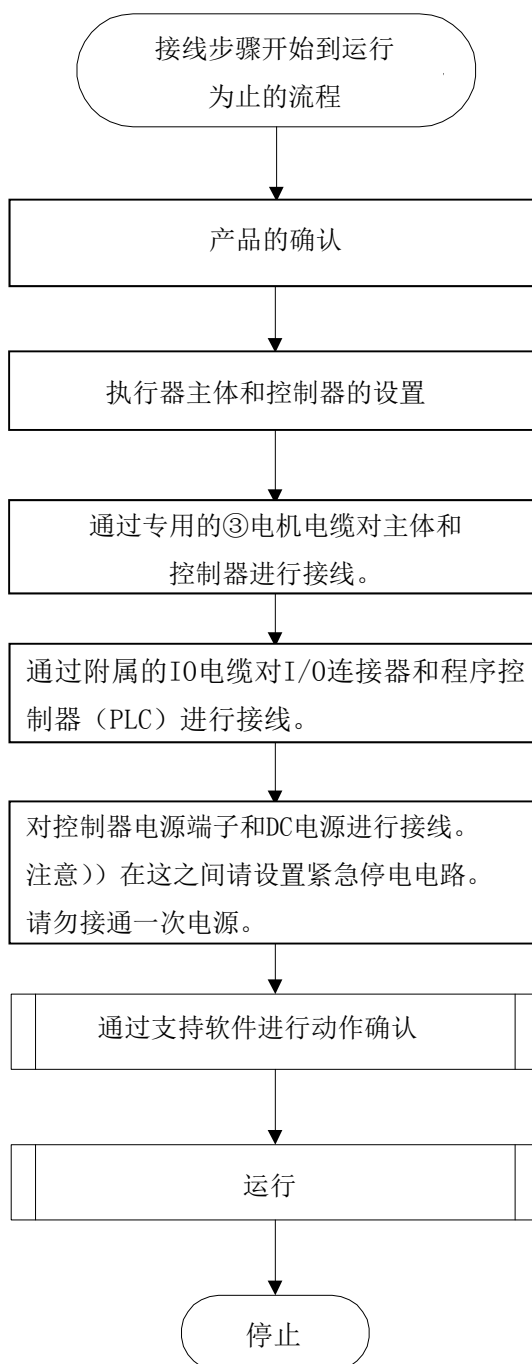 接线步骤开始到运行
为止的流程
产品的确认
执行器主体和控制器的设置
通过专用的③电机电缆对主体和
控制器进行接线。
通过附属的IO电缆对I/O连接器和程序控
制器（PLC）进行接线。
对控制器电源端子和DC电源进行接线。
注意））在这之间请设置紧急停电电路。
请勿接通一次电源。
通过支持软件进行动作确认
运行
停止